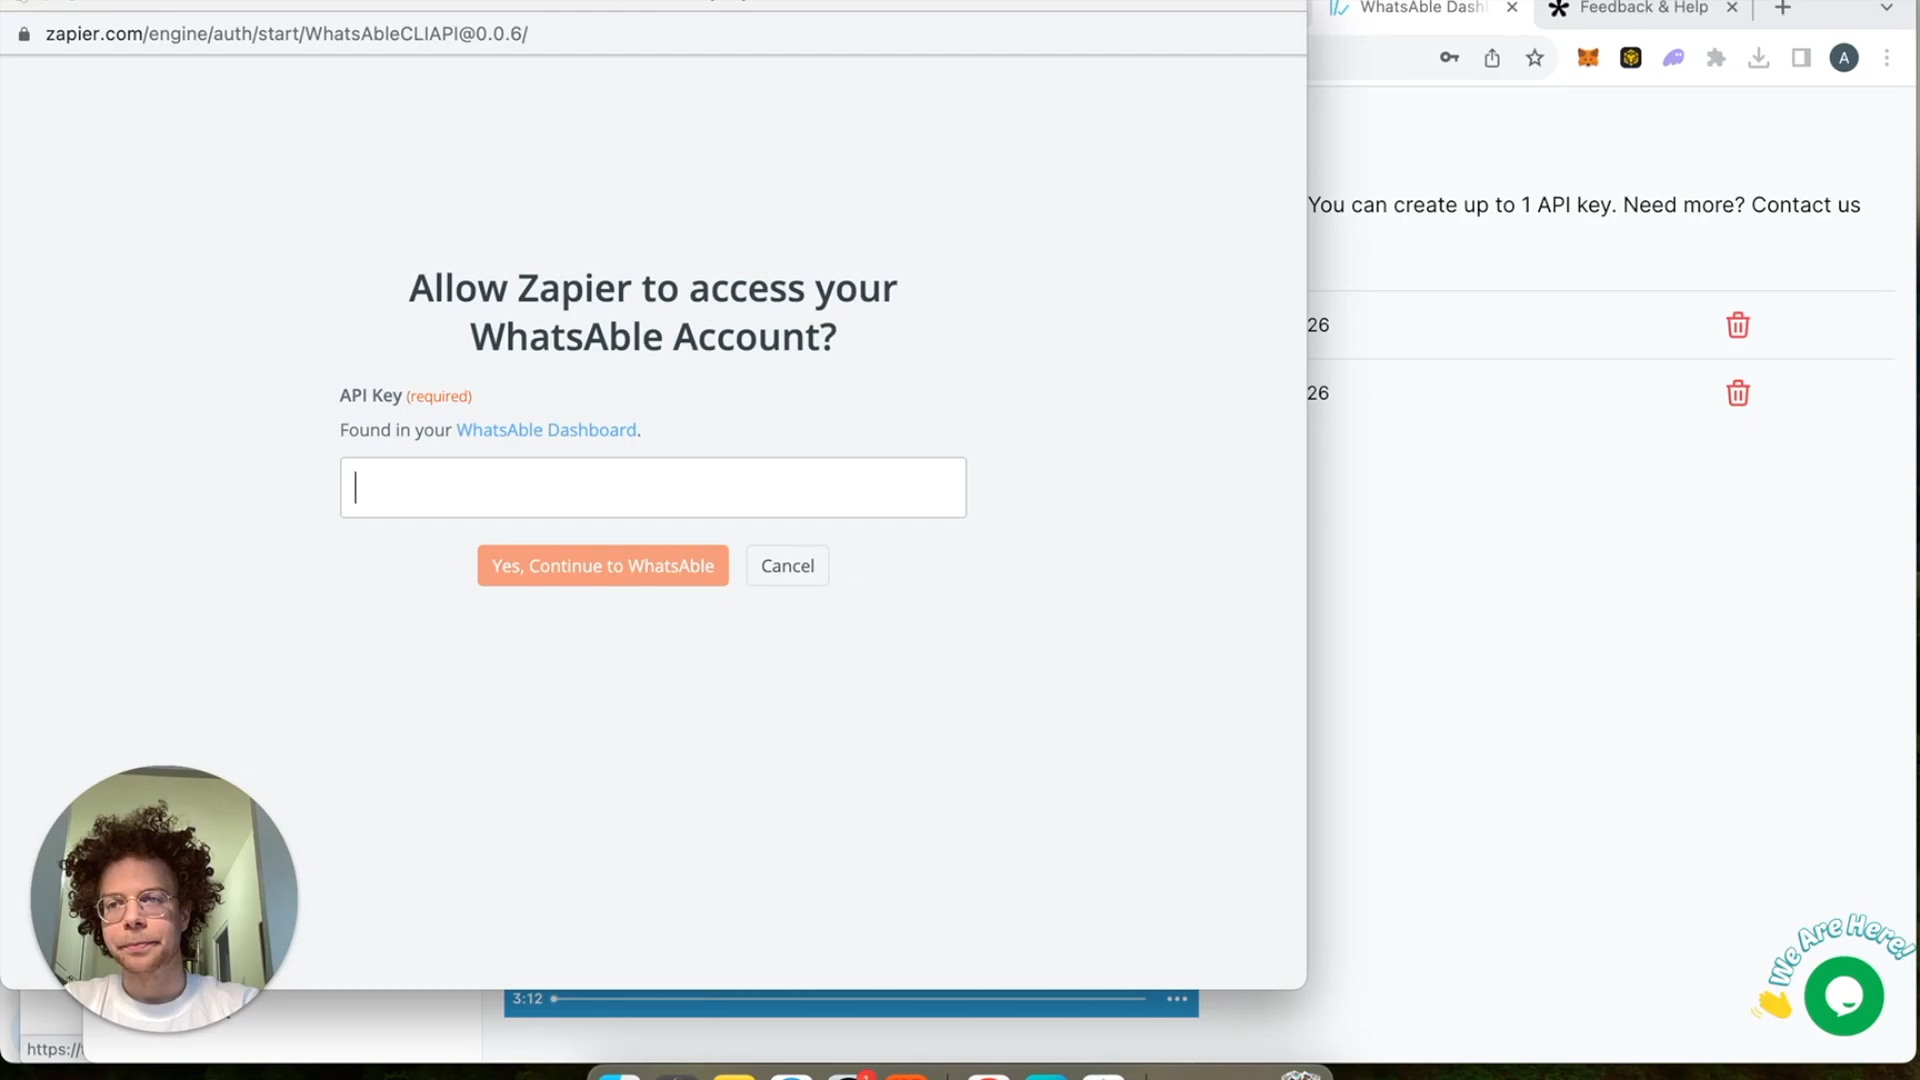 zapier.com/engine/auth/start/WhatsAbleCLIAPI@0.0.6/
WhatsAble Dash
Feedback & Help
A
You can create up to 1 API key. Need more? Contact us
26
26
Allow Zapier to access your
WhatsAble Account?
API Key (required)
Found in your WhatsAble Dashboard.
Yes, Continue to WhatsAble
Cancel
We Are Here!
3:12
https://